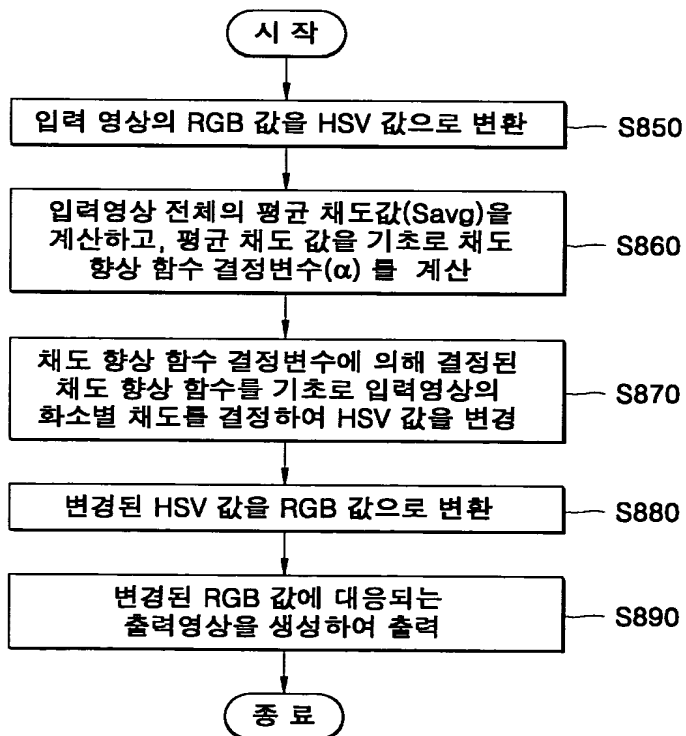 시 작
입력 영상의 RGB 값을 HSV 값으로 변환
S850
입력영상 전체의 평균 채도값(Savg)을
계산하고, 평균 채도 값을 기초로 채도
향상 함수 결정변수(α) 를 계산
S860
채도 향상 함수 결정변수에 의해 결정된
채도 향상 함수를 기초로 입력영상의
화소별 채도를 결정하여 HSV 값을 변경
S870
변경된 HSV 값을 RGB 값으로 변환
S880
변경된 RGB 값에 대응되는
출력영상을 생성하여 출력
S890
종 료